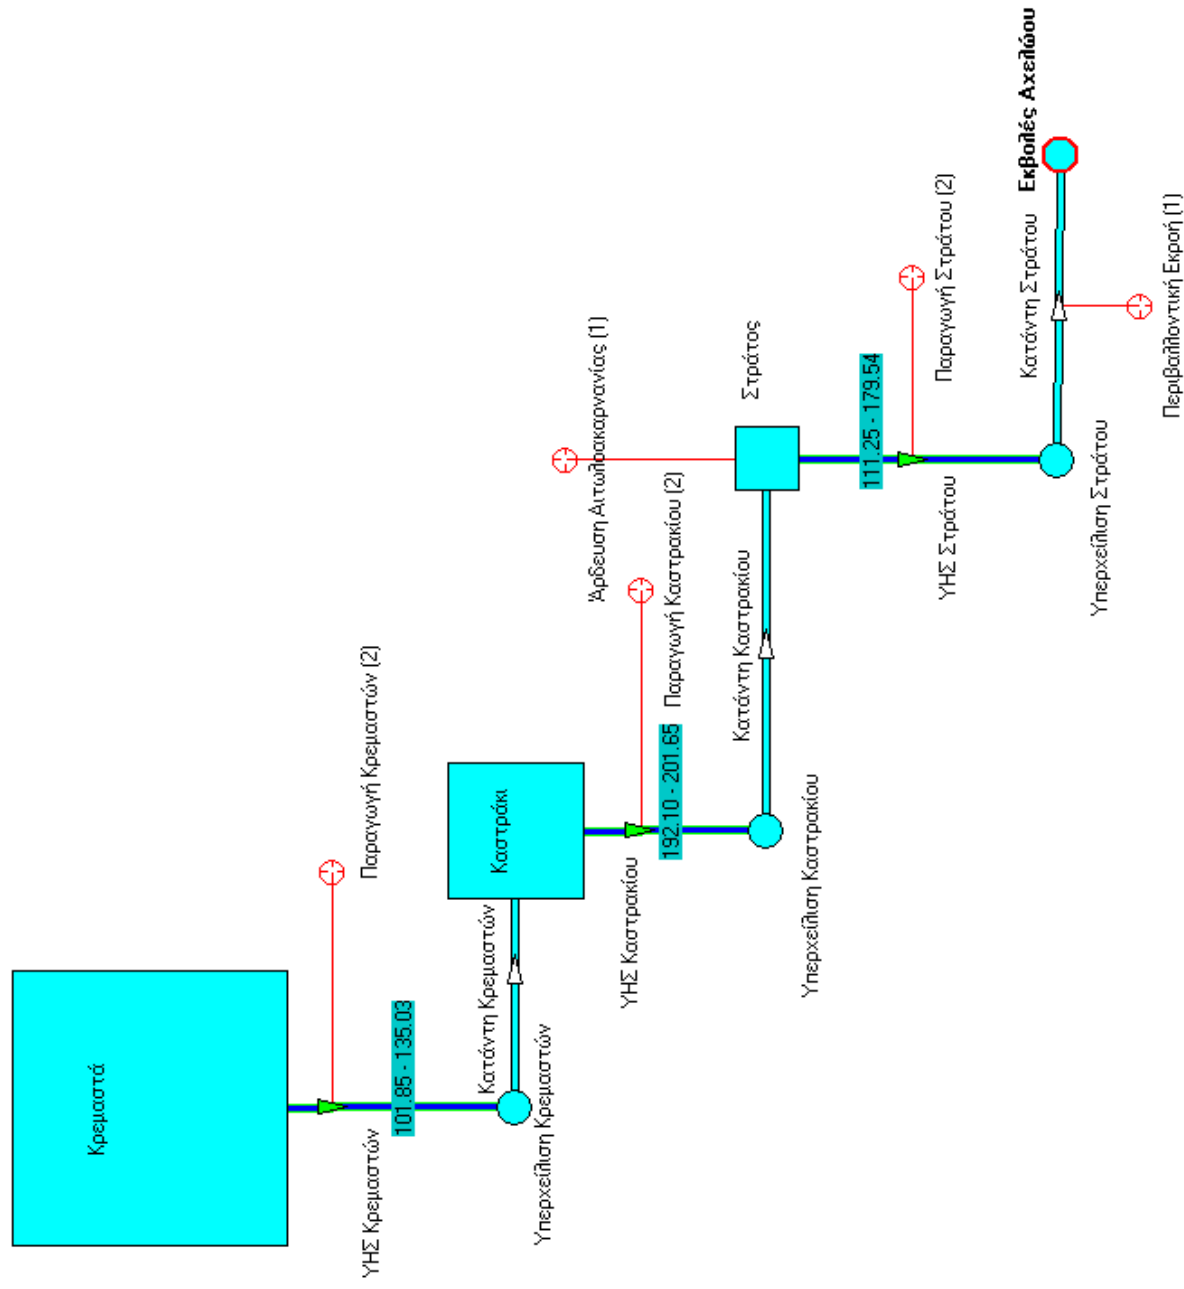 Κρεμαστά
ΥΗΣ Κρεμαστών
101.85 - 135.03
Παραγωγή Κρεμαστών (2)
Κατάντη Κρεμαστών
Υπερχείλιση Κρεμαστών
Καστράκι
ΥΗΣ Καστρακίου
192.10 - 201.65
Παραγωγή Καστρακίου (2)
Άρδευση Αιτωλοακαρνανίας (1)
Κατάντη Καστρακίου
Υπερχείλιση Καστρακίου
Στράτος
111.25 - 179.54
ΥΗΣ Στράτου
Παραγωγή Στράτου (2)
Κατάντη Στράτου
Εκβολές Αχελώου
Υπερχείλιση Στράτου
Περιβαλλοντική Εκροή (1)